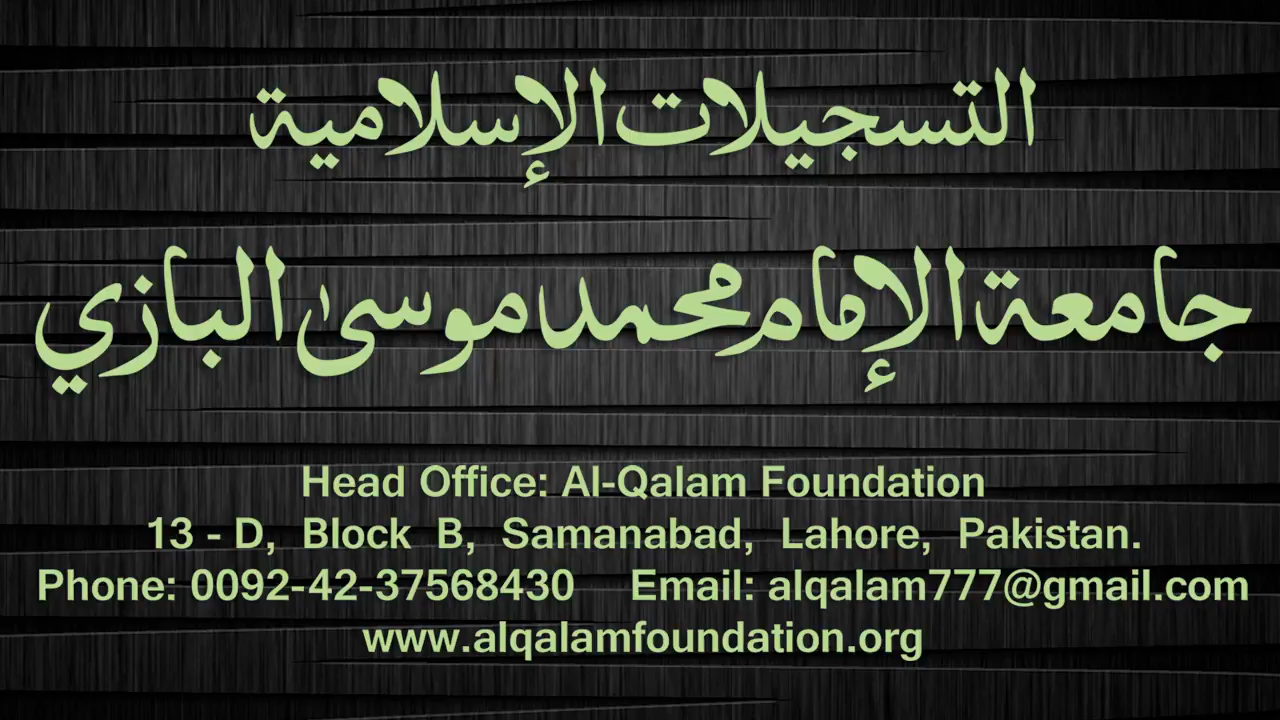 التسجيلات الإسلامية
جامعة الإمام محمد موسىٰ البازي
Head Office: Al-Qalam Foundation
13 - D, Block B, Samanabad, Lahore, Pakistan.
Phone: 0092-42-37568430 Email: alqalam777@gmail.com
www.alqalamfoundation.org